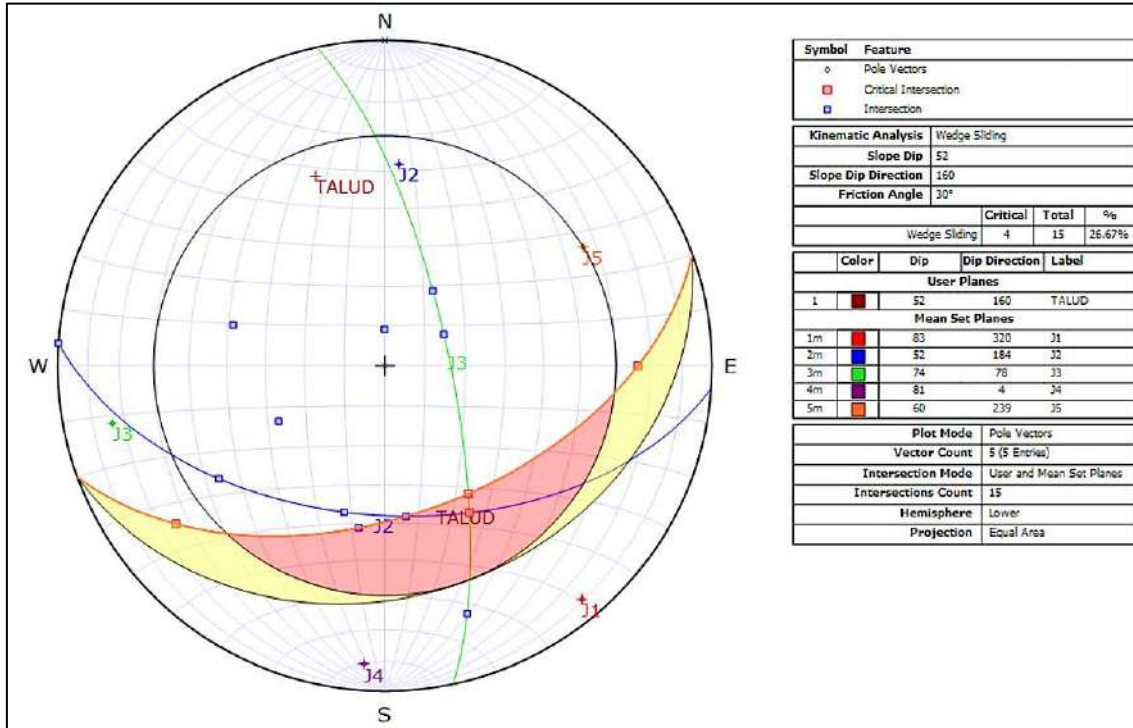 N
J2
TALUD
J5
W
J3
E
J3
J2
TALUD
J1
J4
S
Symbol Feature
Pole Vectors
Critical Intersection
Intersection
Kinematic Analysis Wedge Sliding
Slope Dip 52
Slope Dip Direction 160
Friction Angle 30°
Critical Total %
Wedge Sliding 4 15 26.67%
Color Dip Dip Direction Label
User Planes
1 52 160 TALUD
Mean Set Planes
1m 83 320 J1
2m 52 184 J2
3m 74 78 J3
4m 81 4 J4
5m 60 239 J5
Plot Mode Pole Vectors
Vector Count 5 (5 Entries)
Intersection Mode User and Mean Set Planes
Intersections Count 15
Hemisphere Lower
Projection Equal Area